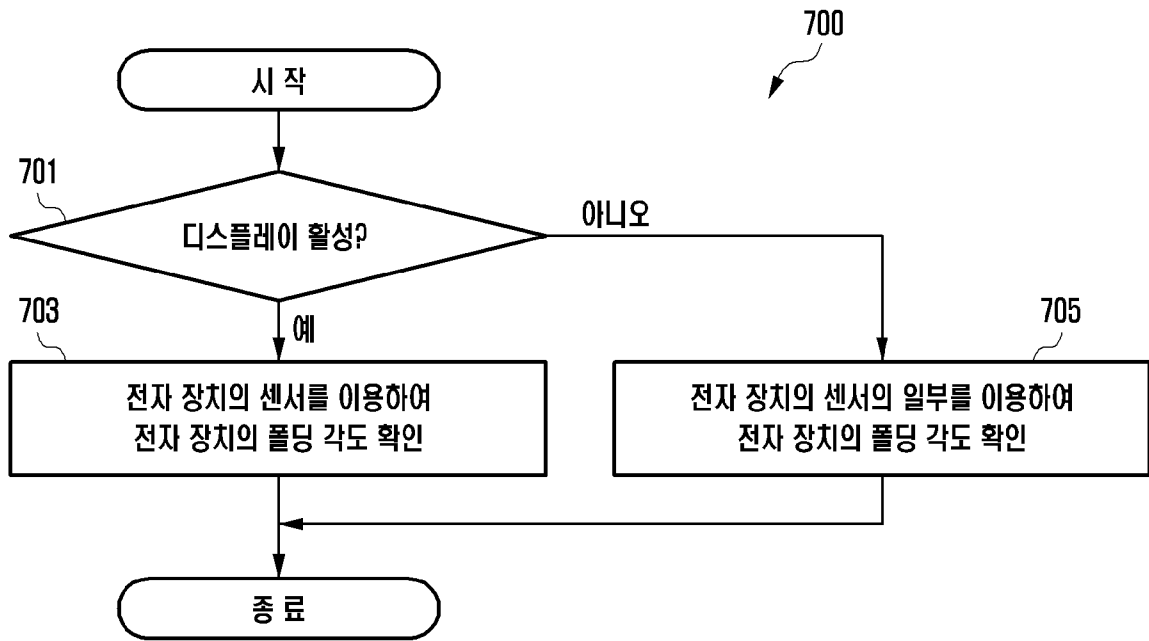 700
시 작
701
디스플레이 활성?
아니오
703
예
705
전자 장치의 센서를 이용하여
전자 장치의 폴딩 각도 확인
전자 장치의 센서의 일부를 이용하여
전자 장치의 폴딩 각도 확인
종 료